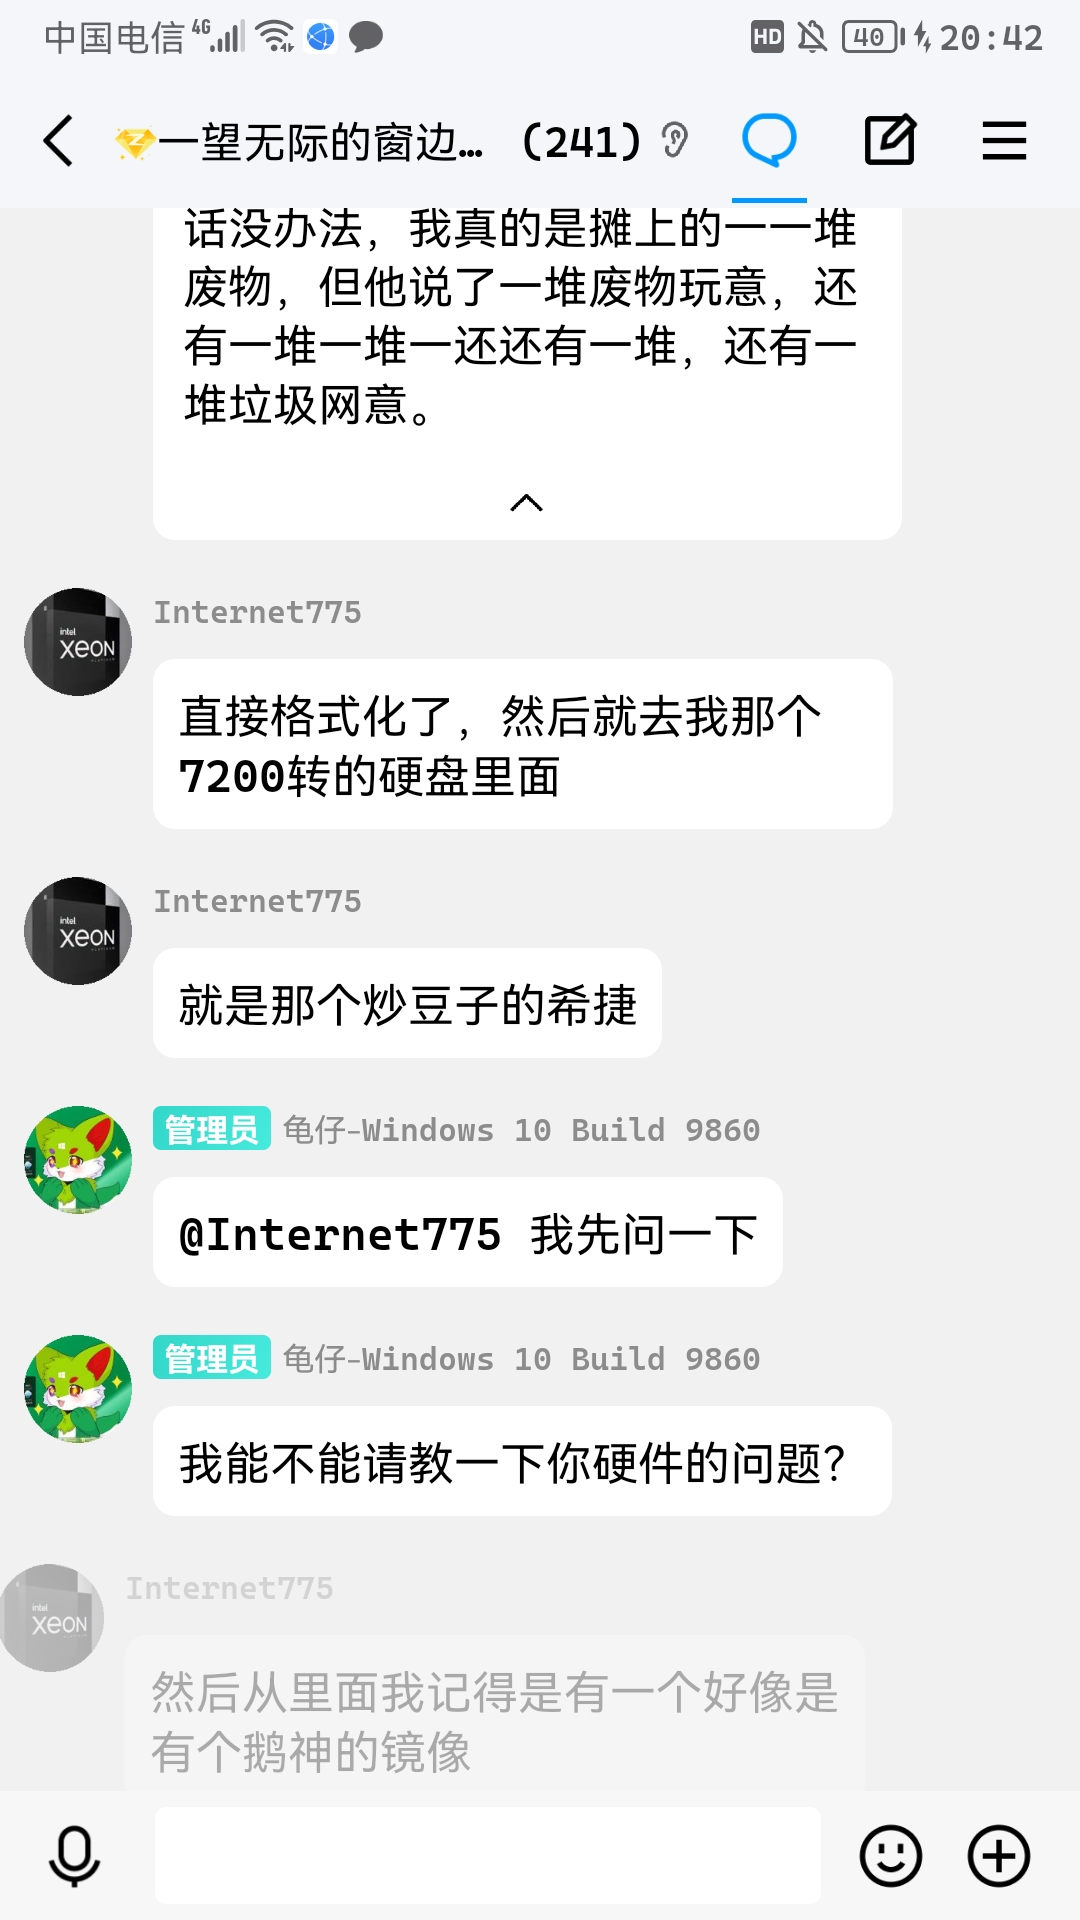 中国电信 4G HD 40 20:42
一望无际的窗边... (241)
话没办法，我真的是摊上的一一堆
废物，但他说了一堆废物玩意，还
有一堆一堆一还还有一堆，还有一
堆垃圾网意。
Internet775
intel
XEON
直接格式化了，然后就去我那个
7200转的硬盘里面
Internet775
intel
XEON
就是那个炒豆子的希捷
管理员 龟仔-Windows 10 Build 9860
@Internet775 我先问一下
管理员 龟仔-Windows 10 Build 9860
我能不能请教一下你硬件的问题？
Internet775
intel
XEON
然后从里面我记得是有一个好像是
有个鹅神的镜像